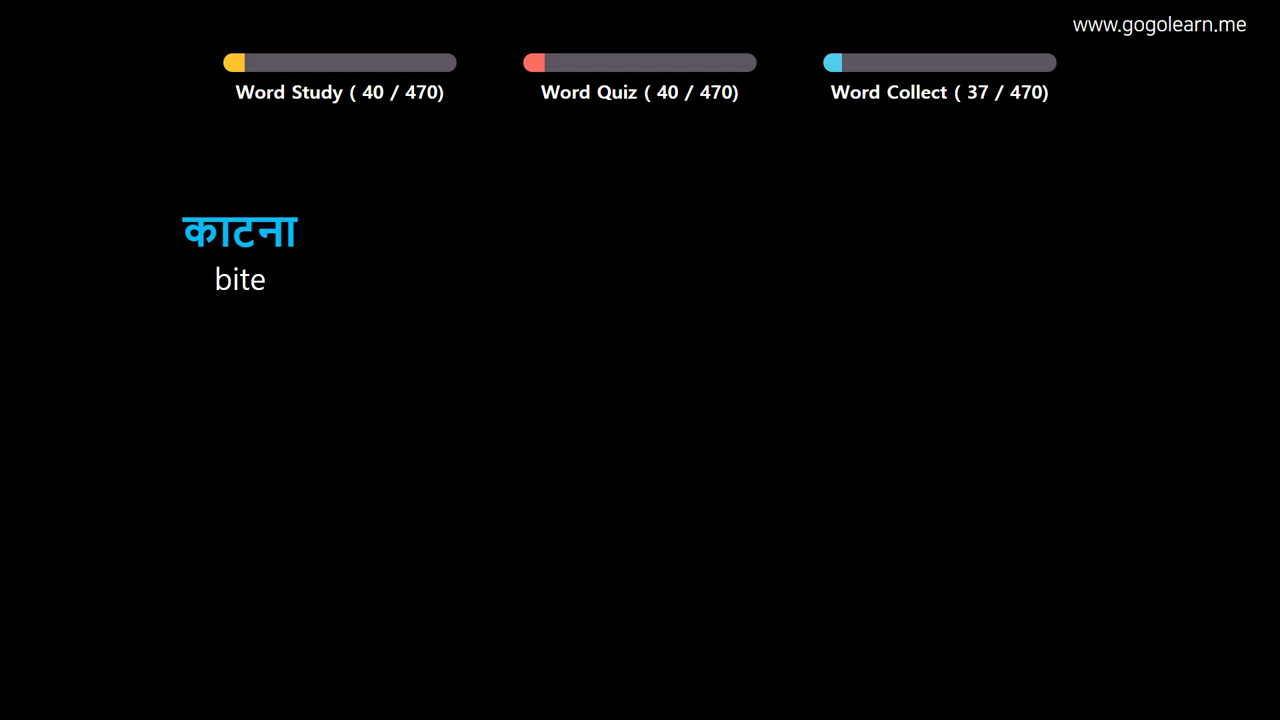 www.gogolearn.me
Word Study ( 40 / 470)
Word Quiz ( 40 / 470)
Word Collect ( 37 / 470)
काटना
bite